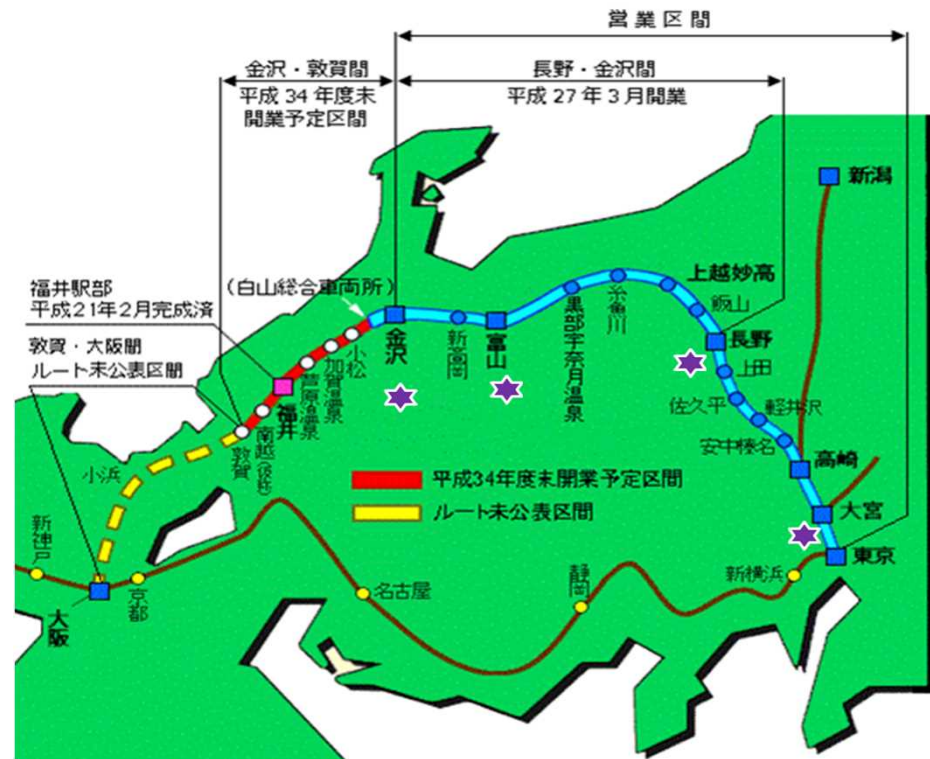 営業区間
金沢・敦賀間
平成34年度末
開業予定区間
長野・金沢間
平成27年3月開業
新潟
福井駅部
平成21年2月完成済
(白山総合車両所)
敦賀・大阪間
ルート未公表区間
上越妙高
飯山
糸魚川
黒部宇奈月温泉
長野
上田
佐久平
軽井沢
安中榛名
高崎
大宮
東京
金沢
新高岡
富山
小松
加賀温泉
芦原温泉
福井
南越(仮称)
敦賀
小浜
平成34年度末開業予定区間
ルート未公表区間
新神戸
大阪
京都
名古屋
静岡
新横浜